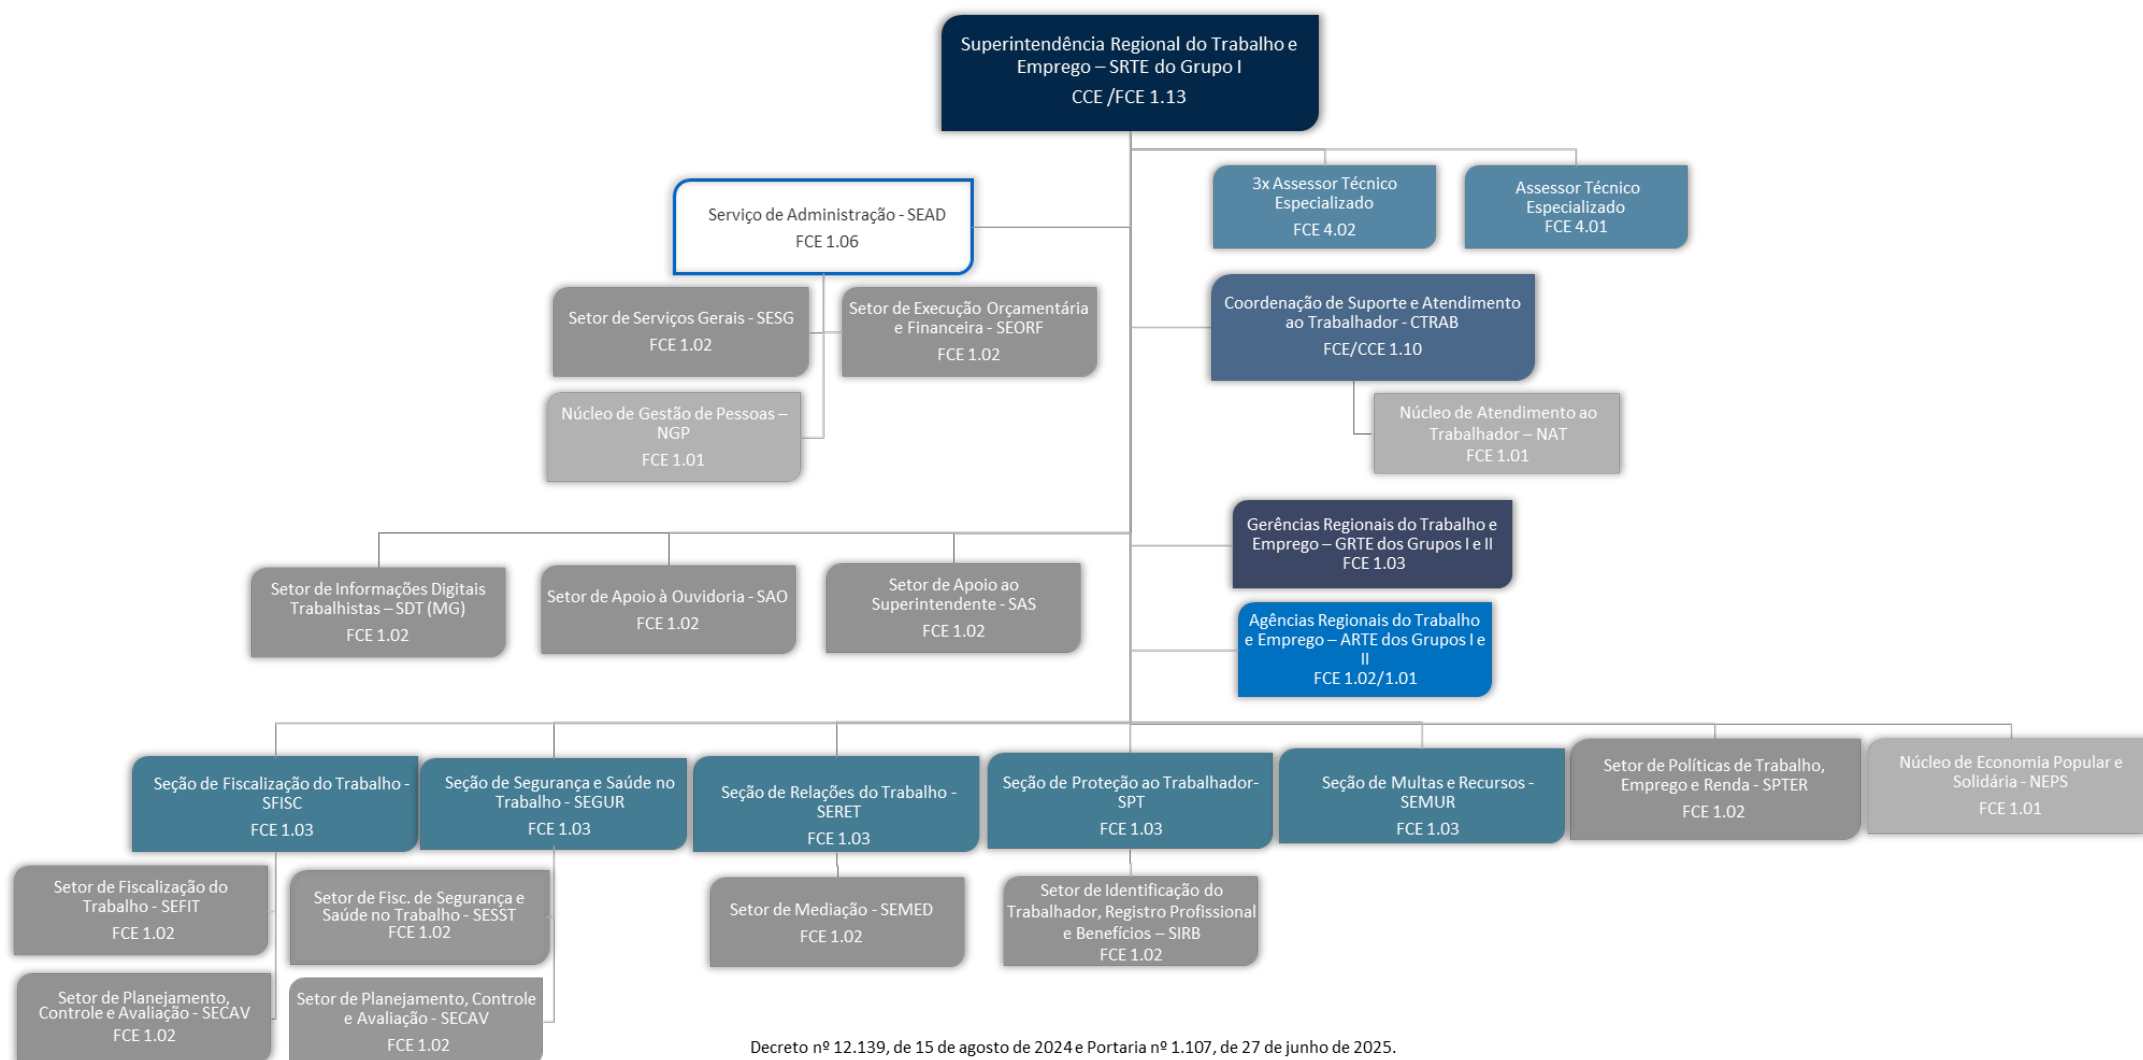 Superintendência Regional do Trabalho e
Emprego – SRTE do Grupo I
CCE /FCE 1.13
3x Assessor Técnico
Especializado
FCE 4.02
Assessor Técnico
Especializado
FCE 4.01
Serviço de Administração - SEAD
FCE 1.06
Setor de Serviços Gerais - SESG
FCE 1.02
Setor de Execução Orçamentária
e Financeira - SEORF
FCE 1.02
Núcleo de Gestão de Pessoas –
NGP
FCE 1.01
Coordenação de Suporte e Atendimento
ao Trabalhador - CTRAB
FCE/CCE 1.10
Núcleo de Atendimento ao
Trabalhador – NAT
FCE 1.01
Gerências Regionais do Trabalho e
Emprego – GRTE dos Grupos I e II
FCE 1.03
Setor de Informações Digitais
Trabalhistas – SDT (MG)
FCE 1.02
Setor de Apoio à Ouvidoria - SAO
FCE 1.02
Setor de Apoio ao
Superintendente - SAS
FCE 1.02
Agências Regionais do Trabalho
e Emprego – ARTE dos Grupos I e
II
FCE 1.02/1.01
Seção de Fiscalização do Trabalho -
SFISC
FCE 1.03
Seção de Segurança e Saúde no
Trabalho - SEGUR
FCE 1.03
Seção de Relações do Trabalho -
SERET
FCE 1.03
Seção de Proteção ao Trabalhador-
SPT
FCE 1.03
Seção de Multas e Recursos -
SEMUR
FCE 1.03
Setor de Políticas de Trabalho,
Emprego e Renda - SPTER
FCE 1.02
Núcleo de Economia Popular e
Solidária - NEPS
FCE 1.01
Setor de Fiscalização do
Trabalho - SEFIT
FCE 1.02
Setor de Fisc. de Segurança e
Saúde no Trabalho - SESST
FCE 1.02
Setor de Mediação - SEMED
FCE 1.02
Setor de Identificação do
Trabalhador, Registro Profissional
e Benefícios – SIRB
FCE 1.02
Setor de Planejamento,
Controle e Avaliação - SECAV
FCE 1.02
Setor de Planejamento, Controle
e Avaliação - SECAV
FCE 1.02
Decreto nº 12.139, de 15 de agosto de 2024 e Portaria nº 1.107, de 27 de junho de 2025.